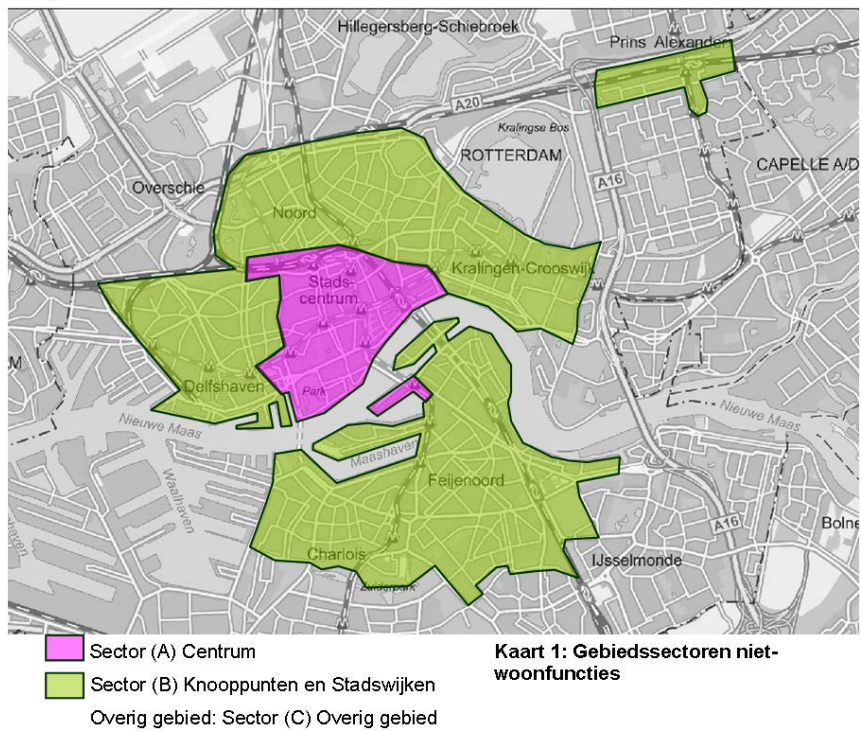 Hillegersberg-Schiebroek
Prins Alexander
A20
Kralingse Bos
ROTTERDAM
A16
CAPELLE A/D
Overschie
Noord
Kralingen-Crooswijk
Stads-
centrum
Delfshaven
Park
Nieuwe Maas
Nieuwe Maas
Maashaven
Waalhaven
Feijenoord
A16
Charlois
IJsselmonde
Zuiderpark
Sector (A) Centrum
Sector (B) Knooppunten en Stadswijken
Overig gebied: Sector (C) Overig gebied
Kaart 1: Gebiedssectoren niet-
woonfuncties